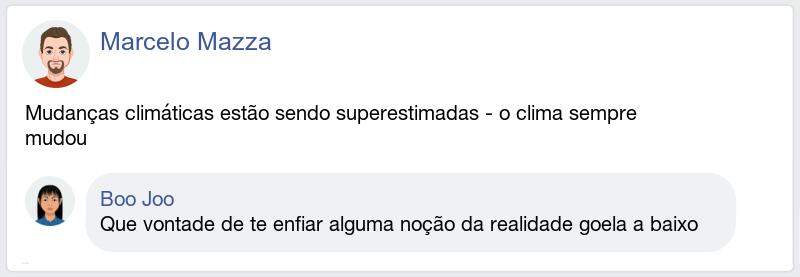 Marcelo Mazza
Mudanças climáticas estão sendo superestimadas - o clima sempre
mudou
Boo Joo
Que vontade de te enfiar alguma noção da realidade goela a baixo